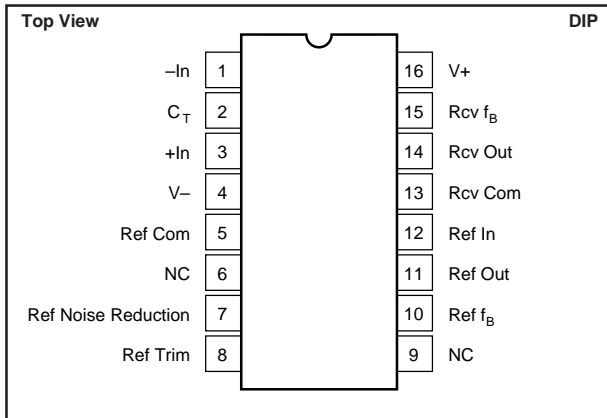 Top View DIP
–In 1 16 V+
C_T 2 15 Rcv f_B
+In 3 14 Rcv Out
V– 4 13 Rcv Com
Ref Com 5 12 Ref In
NC 6 11 Ref Out
Ref Noise Reduction 7 10 Ref f_B
Ref Trim 8 9 NC